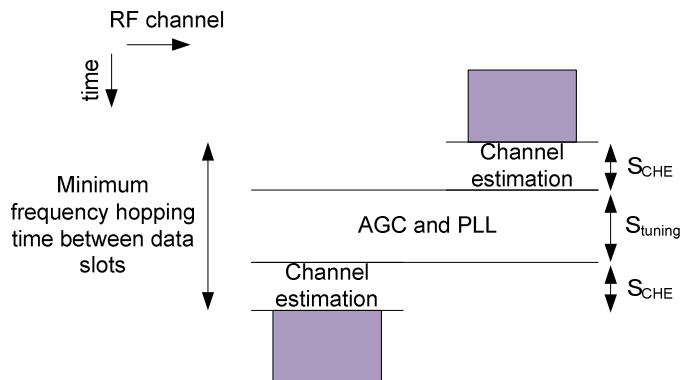 RF channel
time
Channel
estimation
S_CHE
Minimum
frequency hopping
time between data
slots
AGC and PLL
S_tuning
Channel
estimation
S_CHE